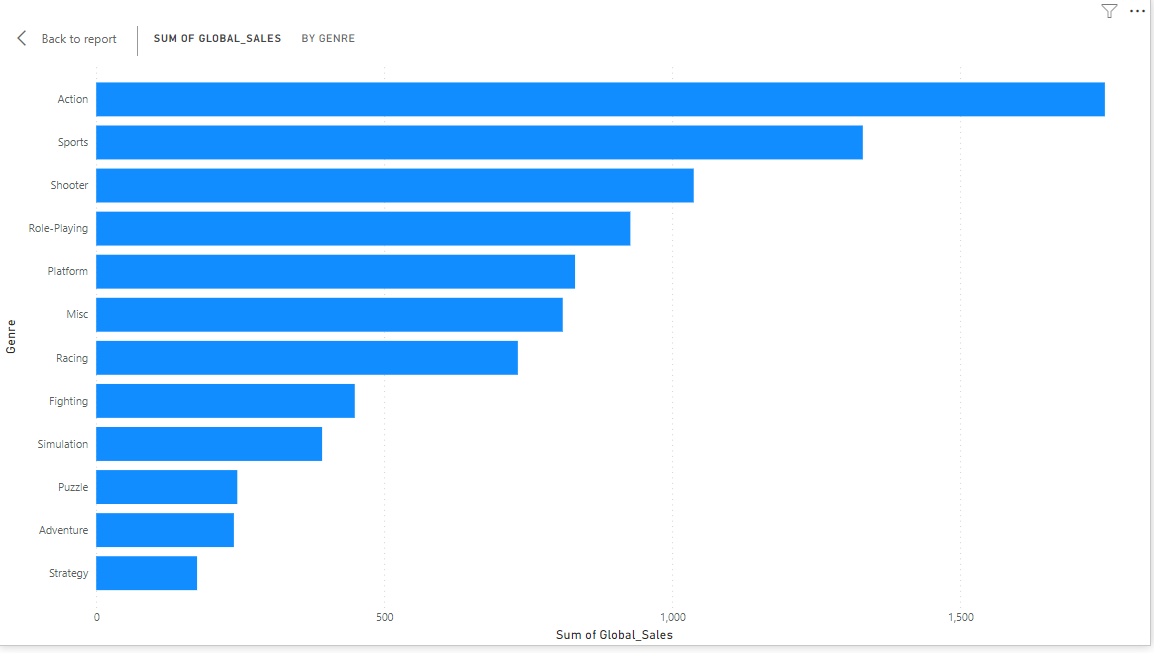 Back to report
SUM OF GLOBAL_SALES
BY GENRE
Genre
Action
Sports
Shooter
Role-Playing
Platform
Misc
Racing
Fighting
Simulation
Puzzle
Adventure
Strategy
0 500 1,000 1,500
Sum of Global_Sales